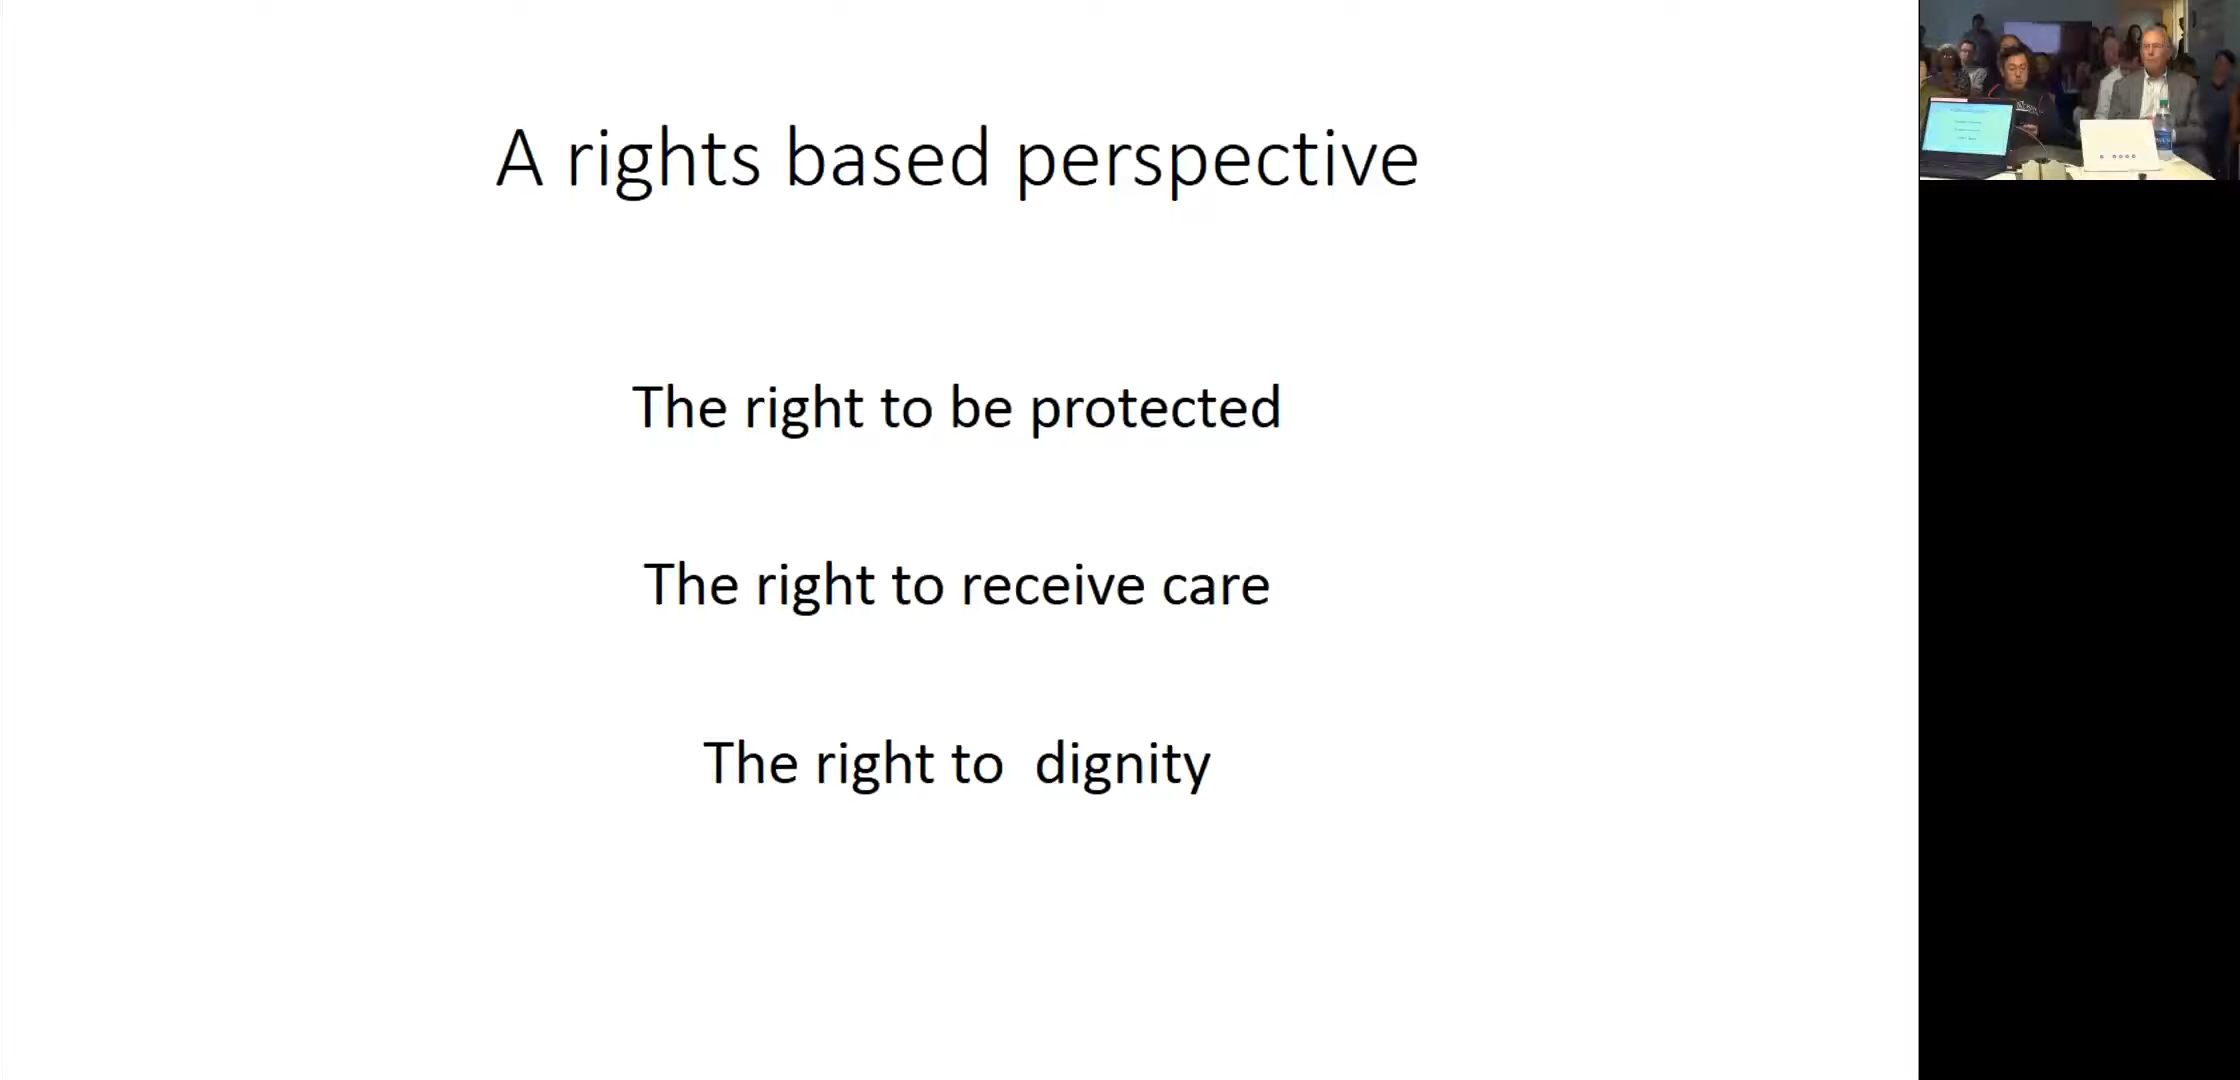 A rights based perspective
The right to be protected
The right to receive care
The right to  dignity